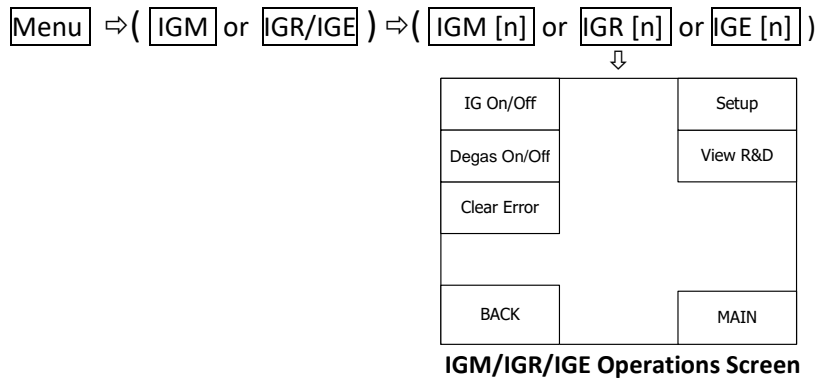 Menu ⇨( IGM or IGR/IGE ) ⇨( IGM [n] or IGR [n] or IGE [n] )
⇩
IG On/Off Setup
Degas On/Off View R&D
Clear Error
BACK MAIN
IGM/IGR/IGE Operations Screen